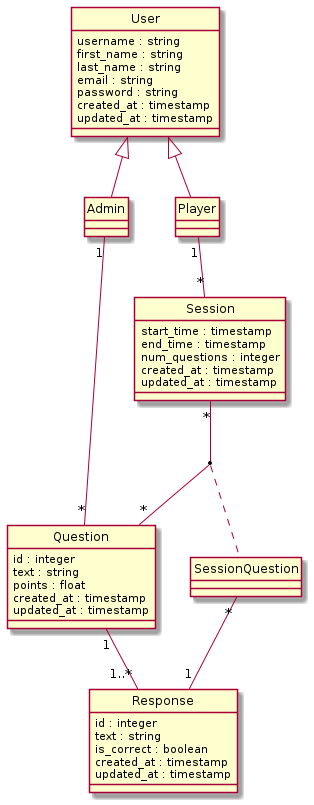 User
username : string
first_name : string
last_name : string
email : string
password : string
created_at : timestamp
updated_at : timestamp
Admin
Player
1
1
*
Session
start_time : timestamp
end_time : timestamp
num_questions : integer
created_at : timestamp
updated_at : timestamp
*
*
*
Question
id : integer
text : string
points : float
created_at : timestamp
updated_at : timestamp
SessionQuestion
*
1
1..*
1
Response
id : integer
text : string
is_correct : boolean
created_at : timestamp
updated_at : timestamp